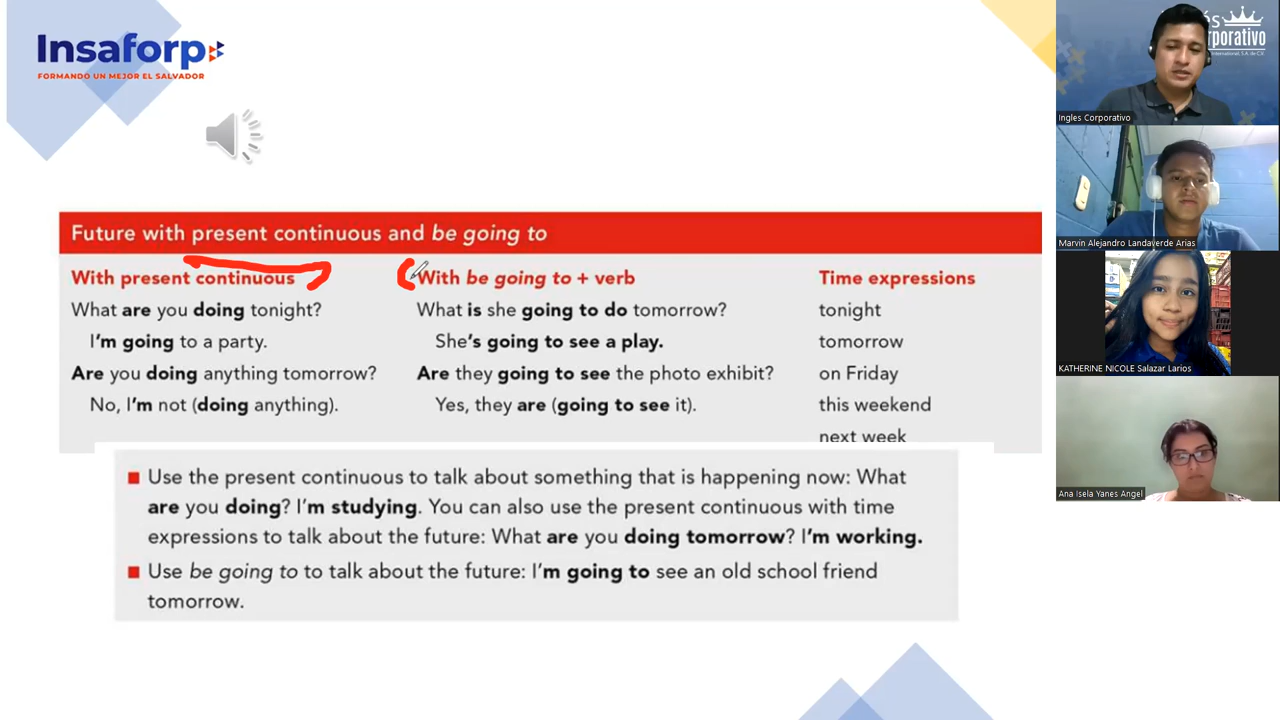 Insaforp
FORMANDO UN MEJOR EL SALVADOR
Future with present continuous and be going to
With present continuous
What are you doing tonight?
I'm going to a party.
Are you doing anything tomorrow?
No, I'm not (doing anything).
With be going to + verb
What is she going to do tomorrow?
She's going to see a play.
Are they going to see the photo exhibit?
Yes, they are (going to see it).
Time expressions
tonight
tomorrow
on Friday
this weekend
next week
Use the present continuous to talk about something that is happening now: What
are you doing? I'm studying. You can also use the present continuous with time
expressions to talk about the future: What are you doing tomorrow? I'm working.
Use be going to to talk about the future: I'm going to see an old school friend
tomorrow.
Ingles Corporativo
Marvin Alejandro Landaverde Arias
KATHERINE NICOLE Salazar Larios
Ana Isela Yanes Angel